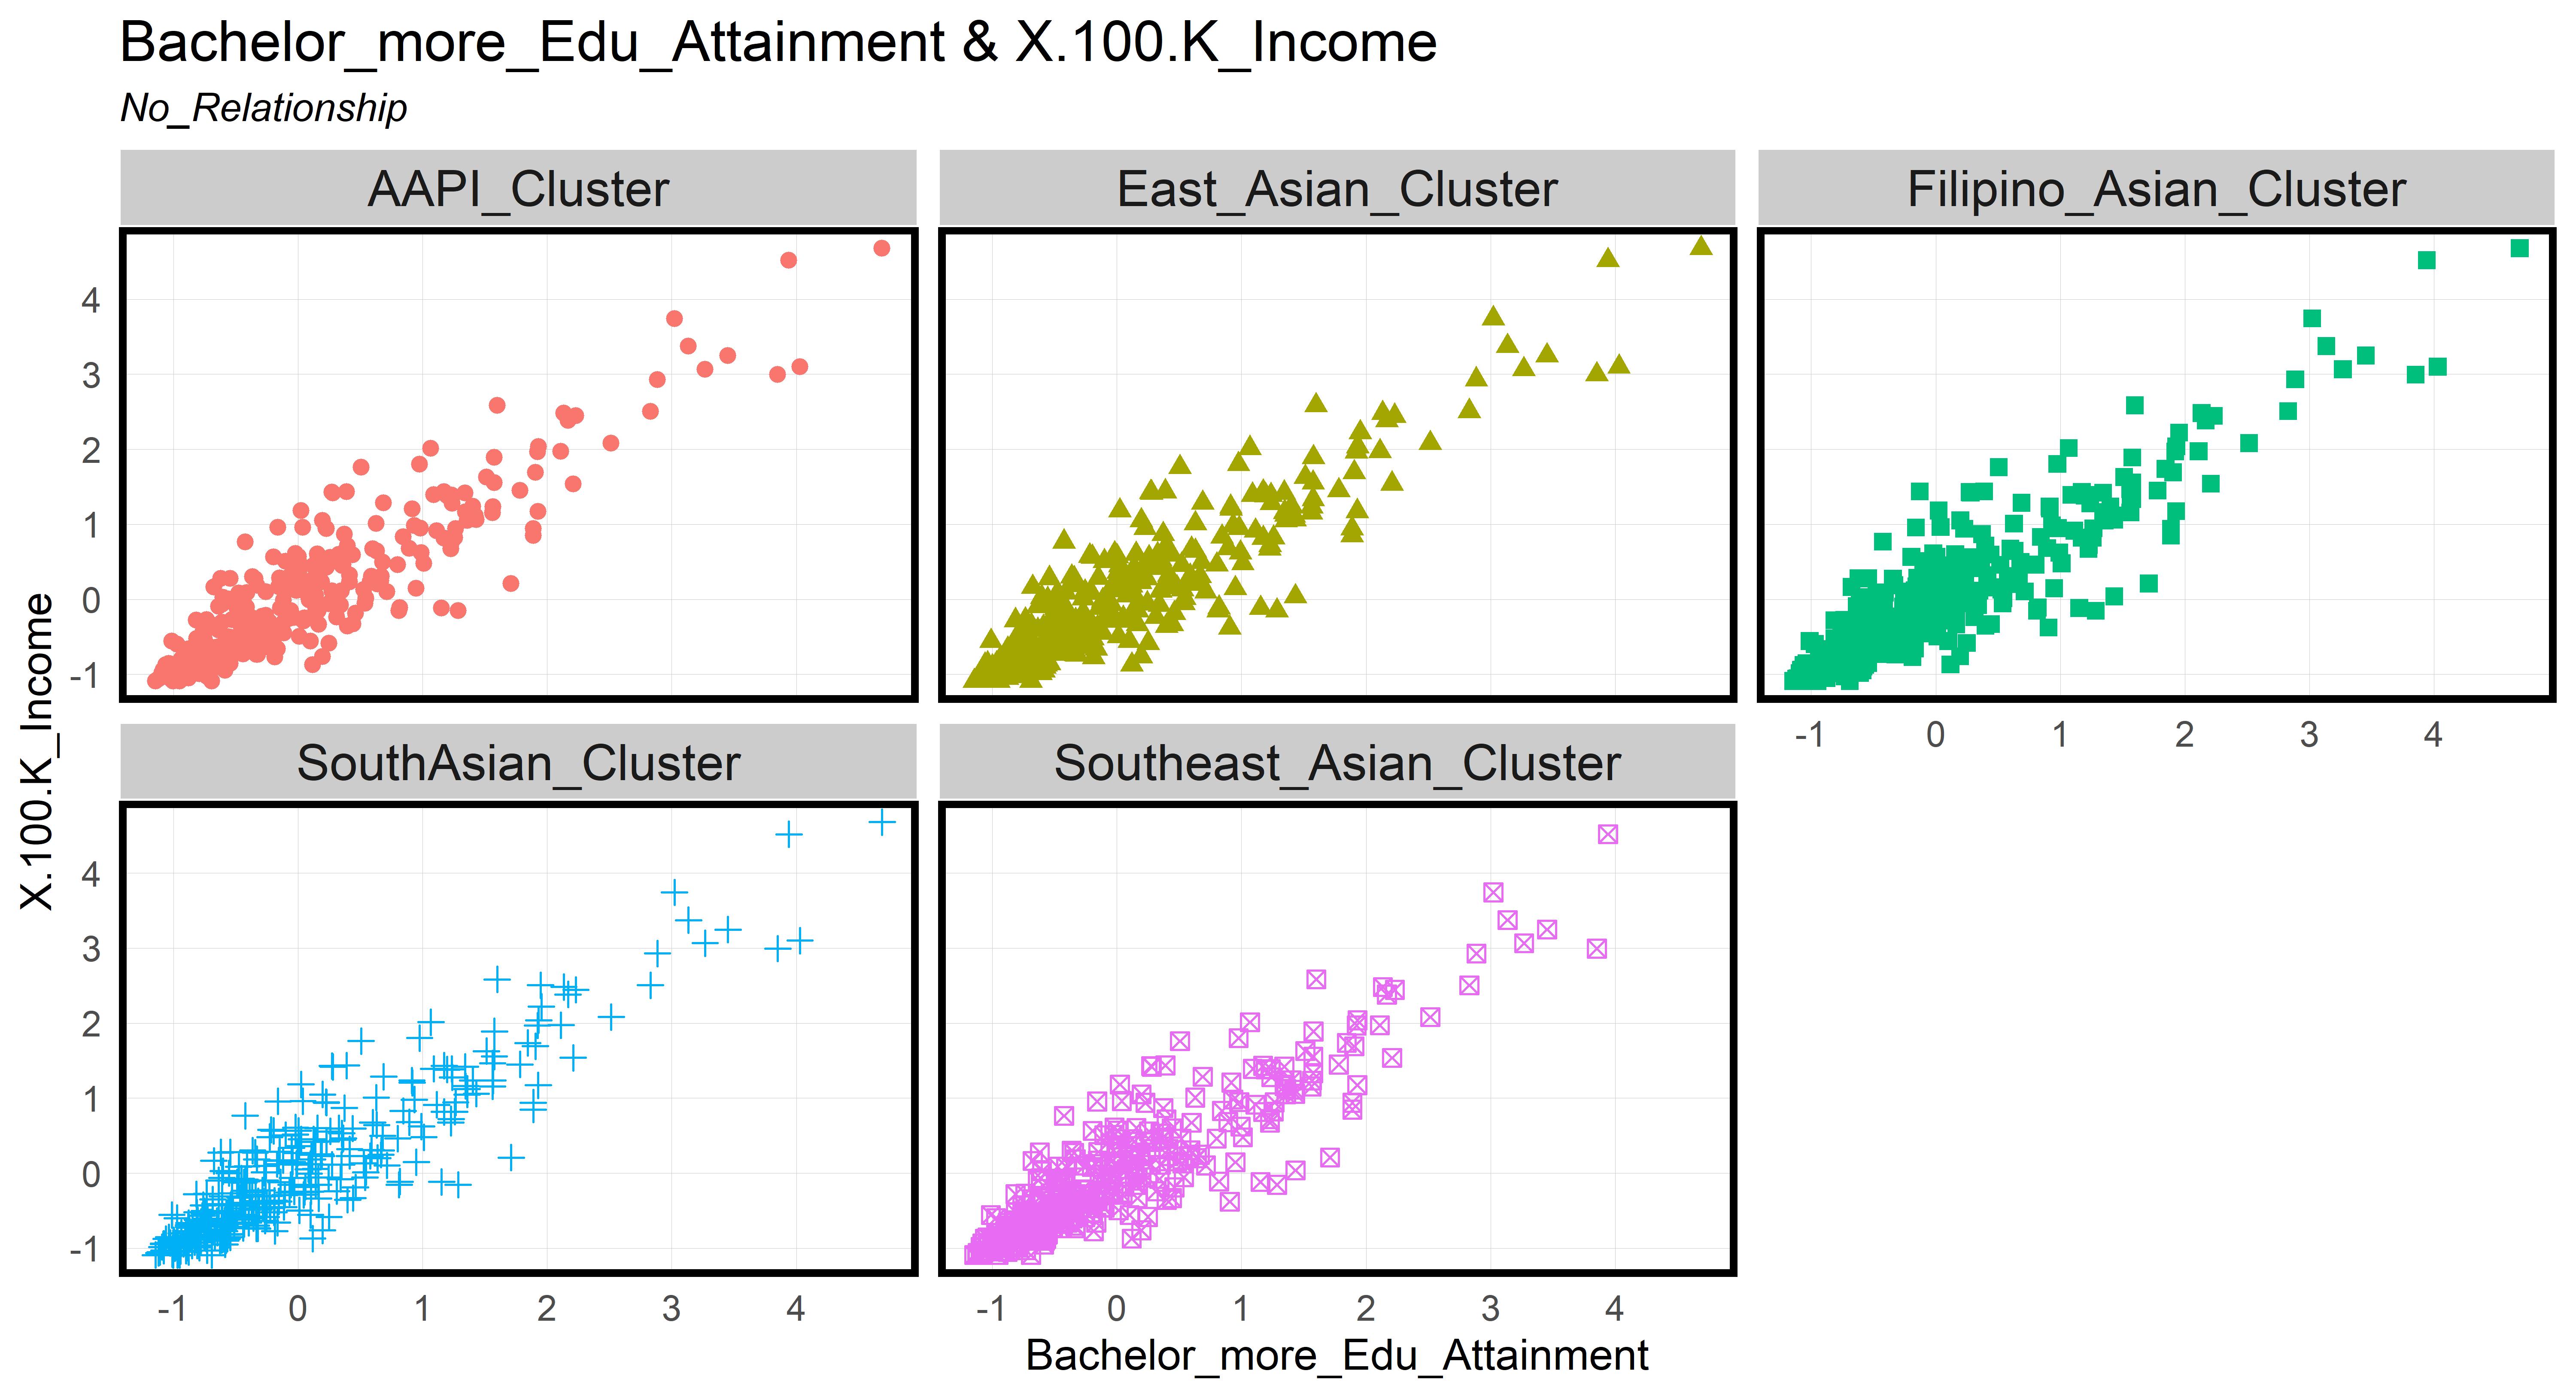 Bachelor_more_Edu_Attainment & X.100.K_Income
No_Relationship
AAPI_Cluster
East_Asian_Cluster
Filipino_Asian_Cluster
4
3
2
1
0
-1
-1 0 1 2 3 4
SouthAsian_Cluster
Southeast_Asian_Cluster
X.100.K_Income
4
3
2
1
0
-1
-1 0 1 2 3 4
-1 0 1 2 3 4
Bachelor_more_Edu_Attainment